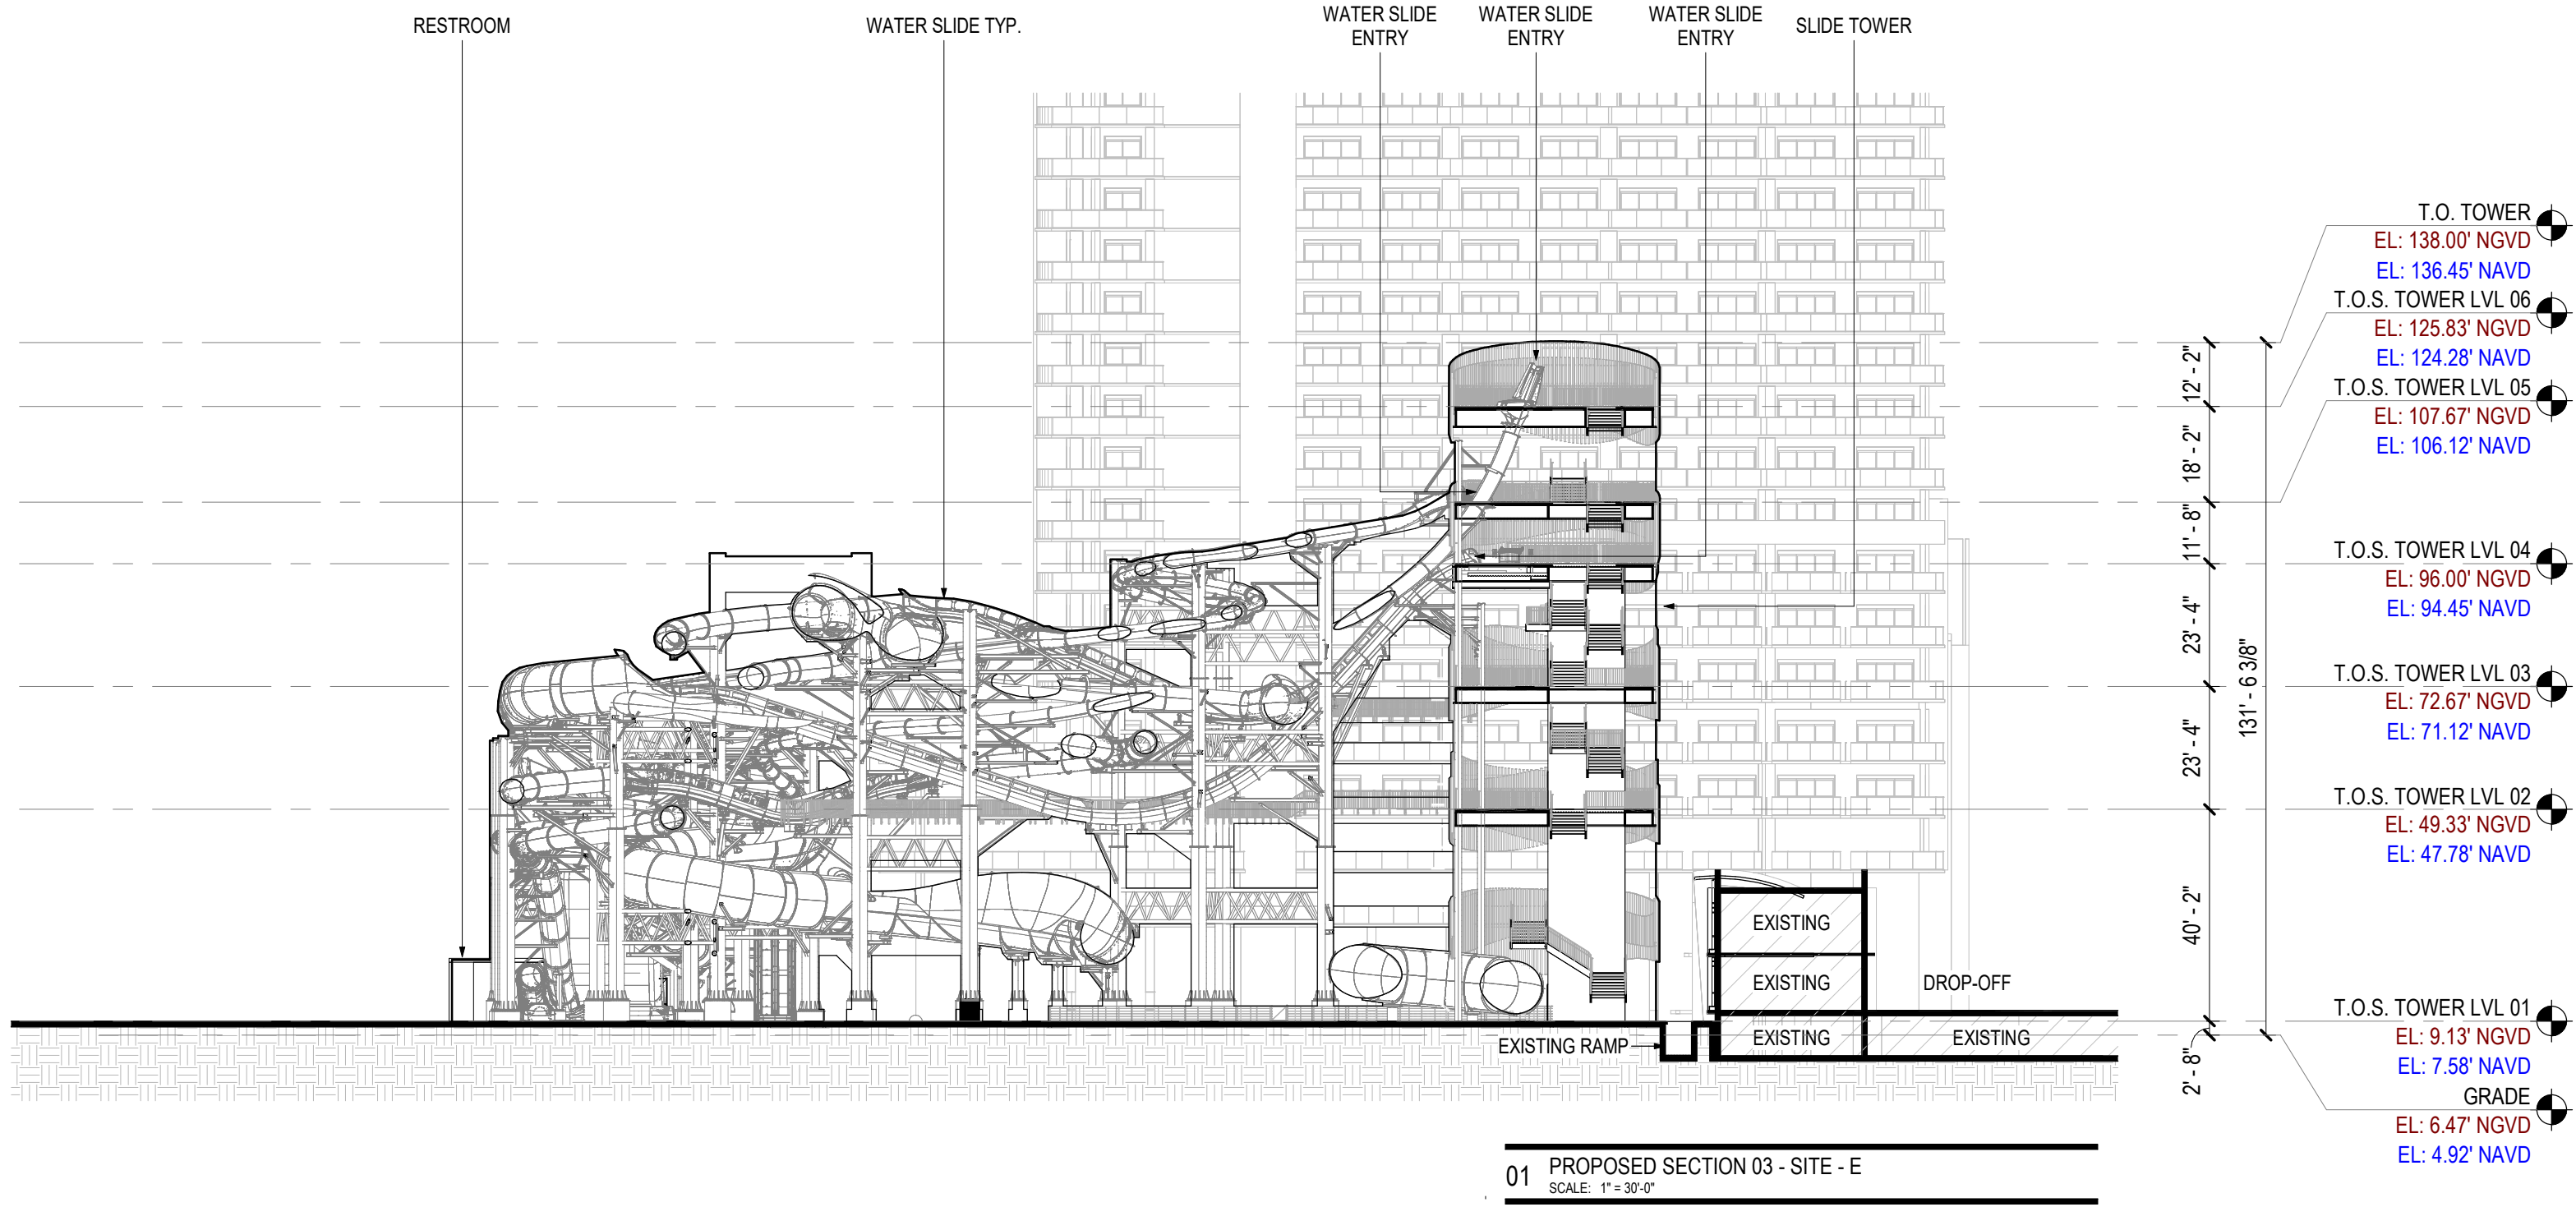 RESTROOM
WATER SLIDE TYP.
WATER SLIDE
ENTRY
WATER SLIDE
ENTRY
WATER SLIDE
ENTRY
SLIDE TOWER
T.O. TOWER
EL: 138.00' NGVD
EL: 136.45' NAVD
T.O.S. TOWER LVL 06
EL: 125.83' NGVD
EL: 124.28' NAVD
T.O.S. TOWER LVL 05
EL: 107.67' NGVD
EL: 106.12' NAVD
T.O.S. TOWER LVL 04
EL: 96.00' NGVD
EL: 94.45' NAVD
T.O.S. TOWER LVL 03
EL: 72.67' NGVD
EL: 71.12' NAVD
T.O.S. TOWER LVL 02
EL: 49.33' NGVD
EL: 47.78' NAVD
T.O.S. TOWER LVL 01
EL: 9.13' NGVD
EL: 7.58' NAVD
GRADE
EL: 6.47' NGVD
EL: 4.92' NAVD
12' - 2"
18' - 2"
11' - 8"
23' - 4"
23' - 4"
40' - 2"
2' - 8"
131' - 6 3/8"
EXISTING
EXISTING
DROP-OFF
EXISTING RAMP
EXISTING
EXISTING
01
PROPOSED SECTION 03 - SITE - E
SCALE: 1" = 30'-0"